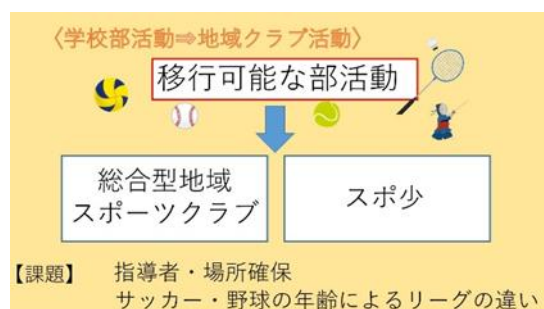 〈学校部活動⇒地域クラブ活動〉
移行可能な部活動
総合型地域
スポーツクラブ
スポ少
【課題】 指導者・場所確保
サッカー・野球の年齢によるリーグの違い